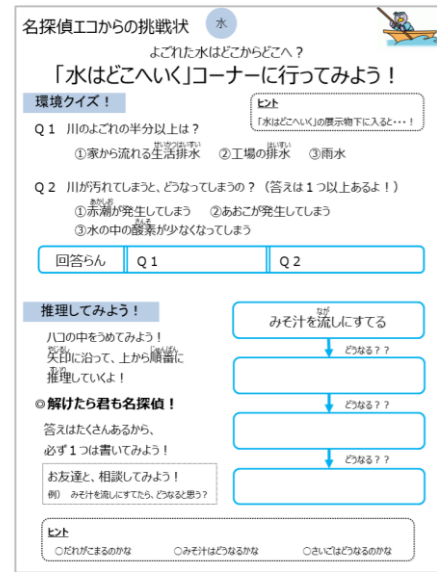 名探偵エコからの挑戦状
水
よごれた水はどこからどこへ？
「水はどこへいく」コーナーに行ってみよう！
環境クイズ！
ヒント
「水はどこへいく」の展示物下に入ると・・・！
Q１ 川のよごれの半分以上は？
①家から流れる生活排水 ②工場の排水 ③雨水
Q２ 川が汚れてしまうと、どうなってしまうの？（答えは１つ以上あるよ！）
①赤潮が発生してしまう ②あおこが発生してしまう
③水の中の酸素が少なくなってしまう
回答らん Q１ Q２
推理してみよう！
ハコの中をうめてみよう！
矢印に沿って、上から順番に
推理していくよ！
◎解けたら君も名探偵！
答えはたくさんあるから、
必ず１つは書いてみよう！
お友達と、相談してみよう！
例） みそ汁を流しにすてたら、どうなると思う？
みそ汁を流しにすてる
どうなる？？
どうなる？？
どうなる？？
ヒント
○だれがこまるのかな ○みそ汁はどうなるかな ○さいごはどうなるのかな